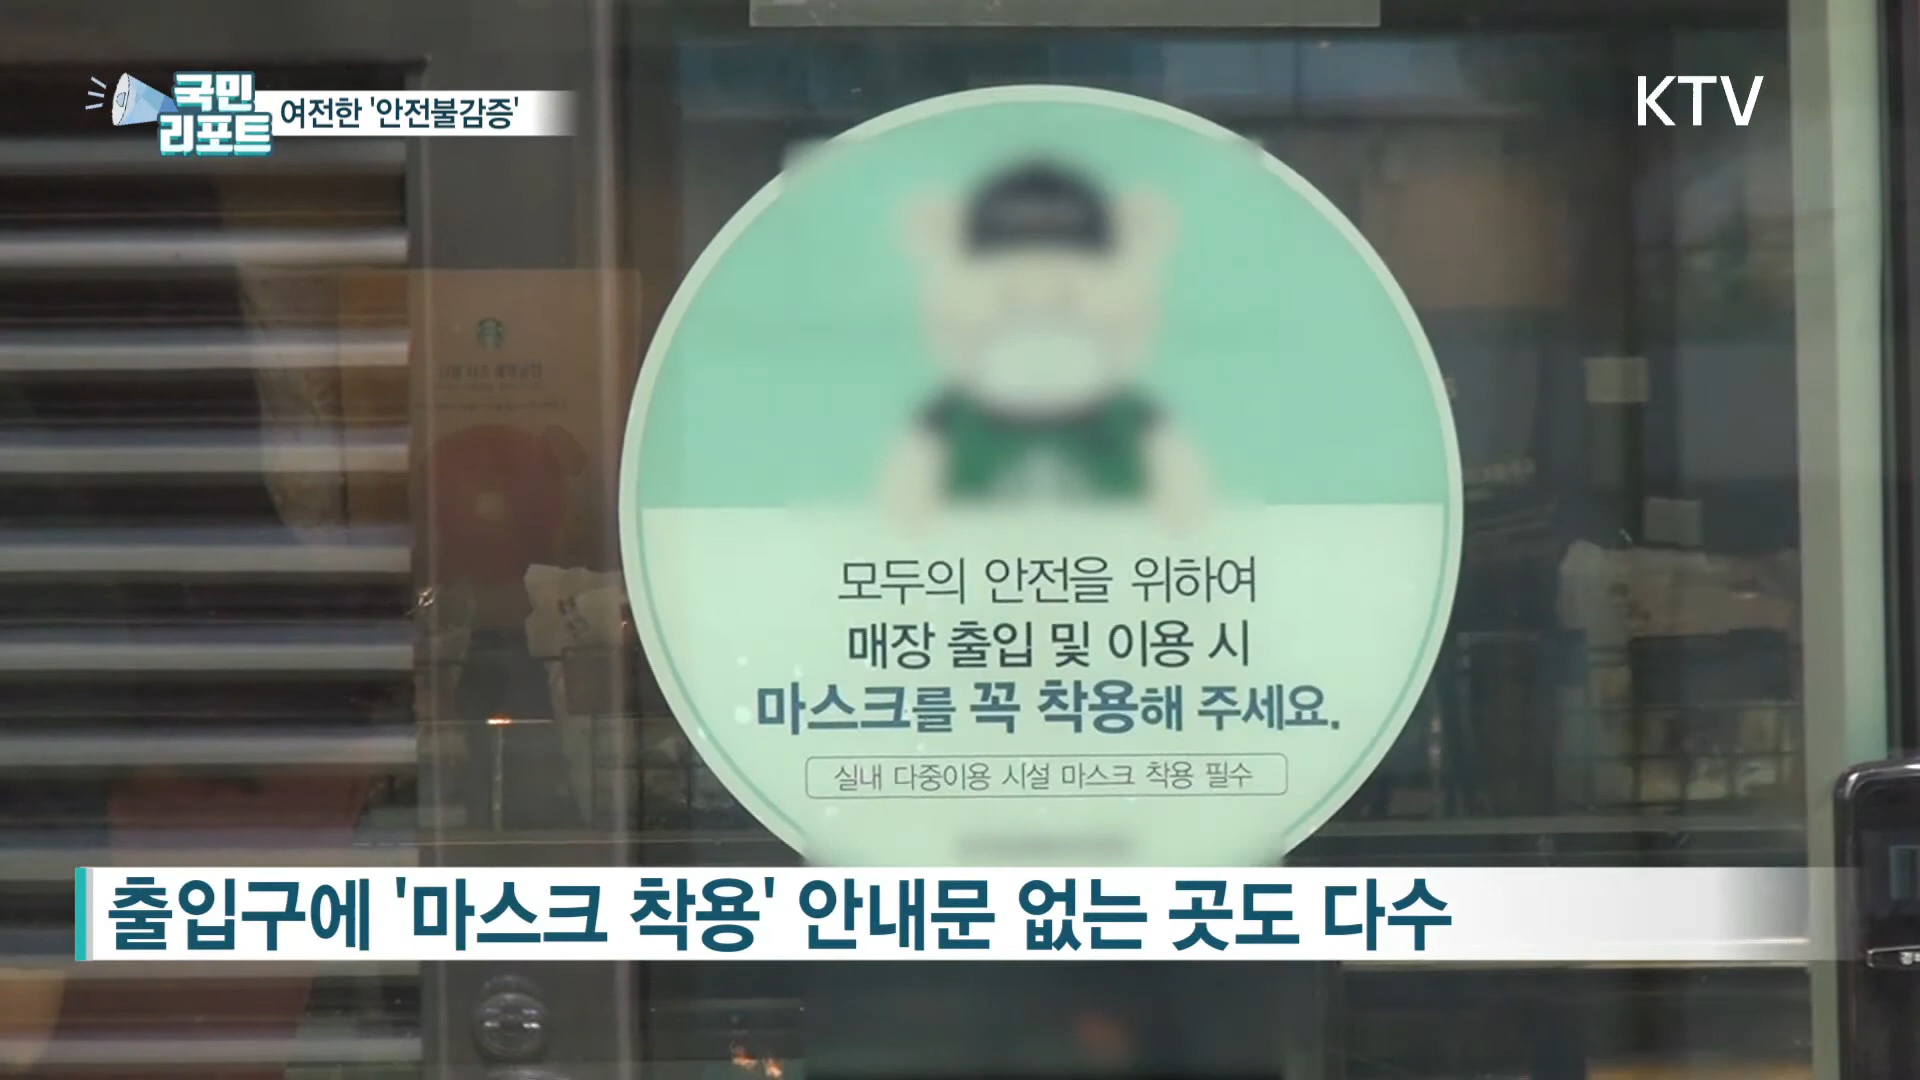 국민
리포트
여전한 '안전불감증'
KTV
모두의 안전을 위하여
매장 출입 및 이용 시
마스크를 꼭 착용해 주세요.
실내 다중이용 시설 마스크 착용 필수
출입구에 '마스크 착용' 안내문 없는 곳도 다수